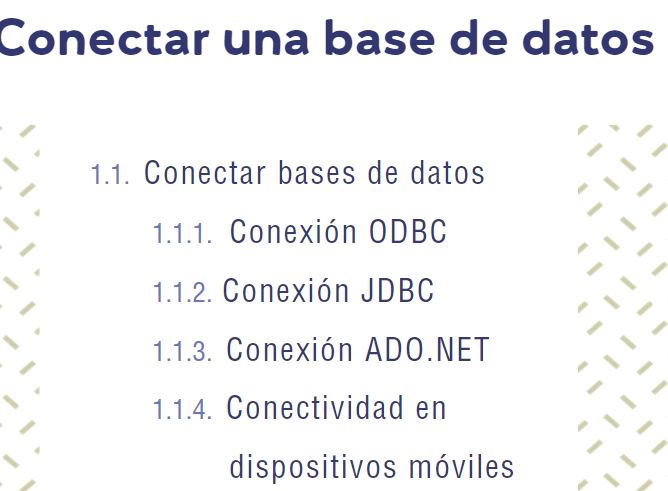 Conectar una base de datos
1.1. Conectar bases de datos
1.1.1. Conexión ODBC
1.1.2. Conexión JDBC
1.1.3. Conexión ADO.NET
1.1.4. Conectividad en
dispositivos móviles